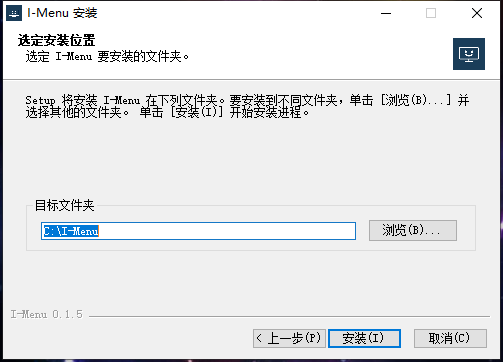 I-Menu 安装
选定安装位置
选定 I-Menu 要安装的文件夹。
Setup 将安装 I-Menu 在下列文件夹。要安装到不同文件夹，单击 [浏览(B)...] 并
选择其他的文件夹。 单击 [安装(I)] 开始安装进程。
目标文件夹
C:\I-Menu
浏览(B)...
I-Menu 0.1.5
< 上一步(P)
安装(I)
取消(C)